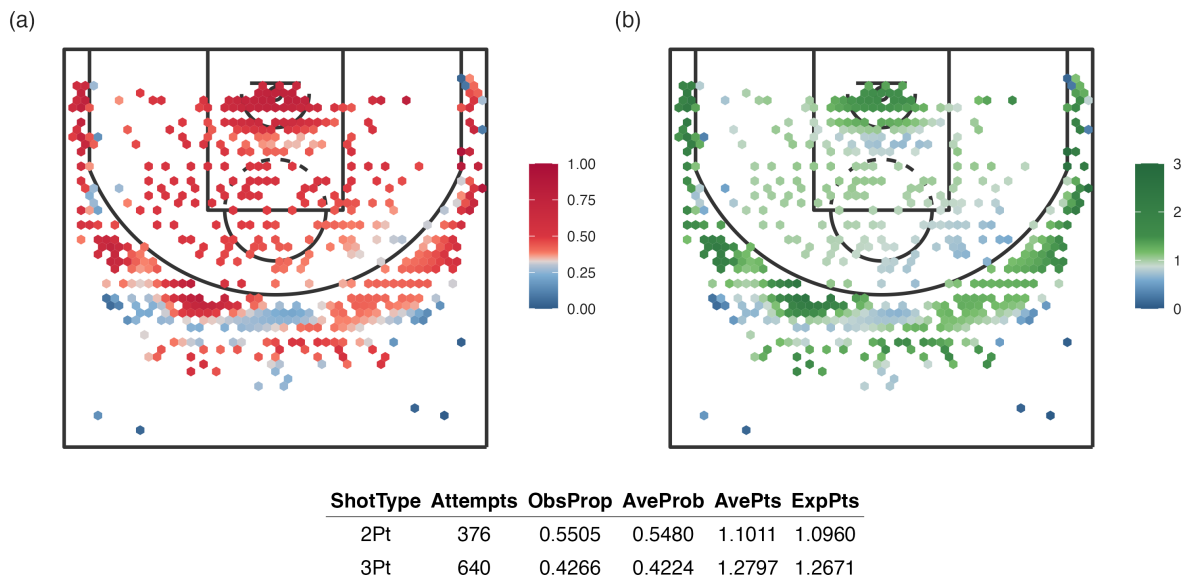 (a)
(b)
1.00
0.75
0.50
0.25
0.00
3
2
1
0
ShotType Attempts ObsProp AveProb AvePts ExpPts
2Pt 376 0.5505 0.5480 1.1011 1.0960
3Pt 640 0.4266 0.4224 1.2797 1.2671